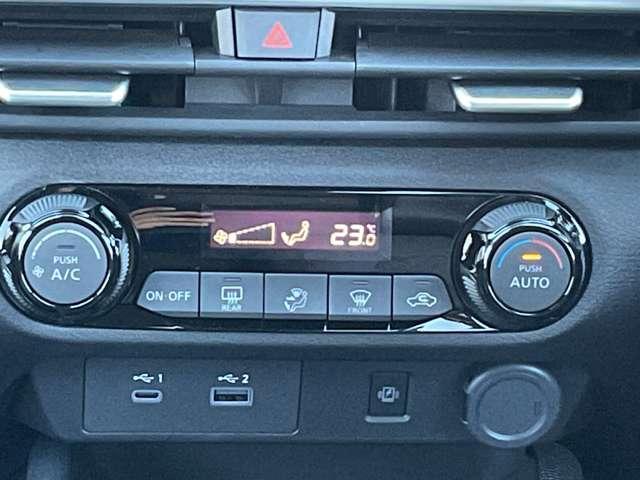 23.0°C
PUSH
A/C
PUSH
AUTO
ON·OFF
REAR
FRONT
1
2